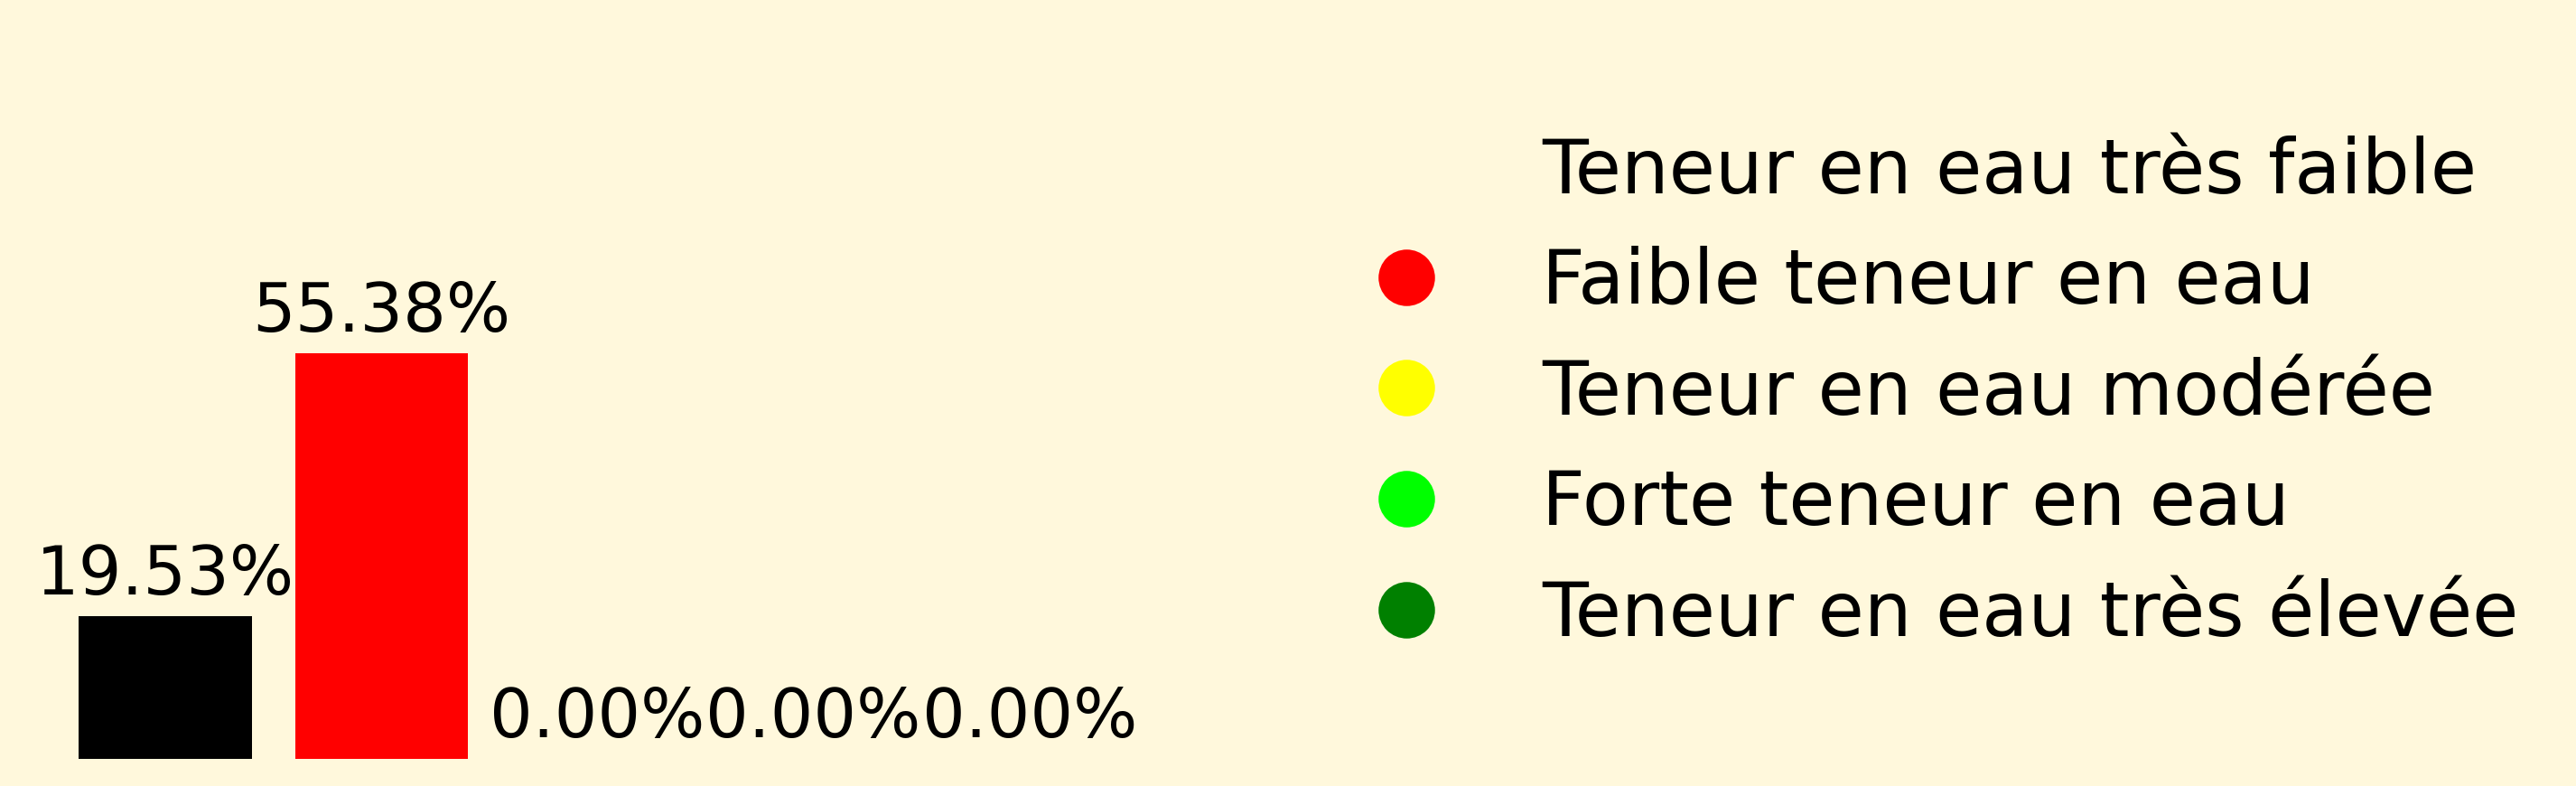 55.38%
19.53%
0.00%0.00%0.00%
Teneur en eau très faible
Faible teneur en eau
Teneur en eau modérée
Forte teneur en eau
Teneur en eau très élevée